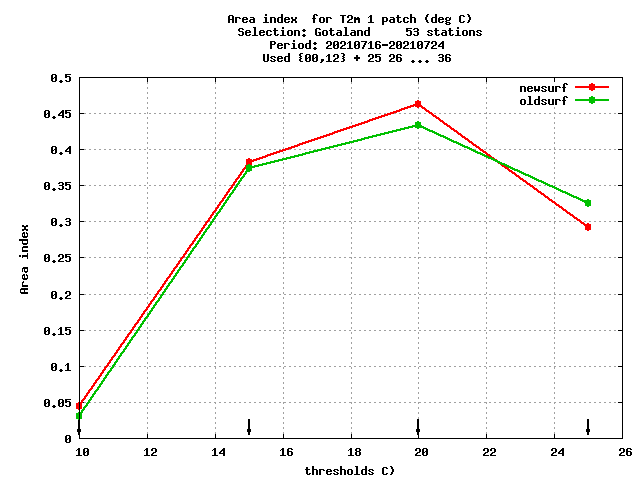 Area index  for T2m 1 patch (deg C)
Selection: Gotaland     53 stations
Period: 20210716-20210724
Used {00,12} + 25 26 ... 36
newsurf
oldsurf
0.5
0.45
0.4
0.35
0.3
0.25
0.2
0.15
0.1
0.05
0
Area index
10 12 14 16 18 20 22 24 26
thresholds C)